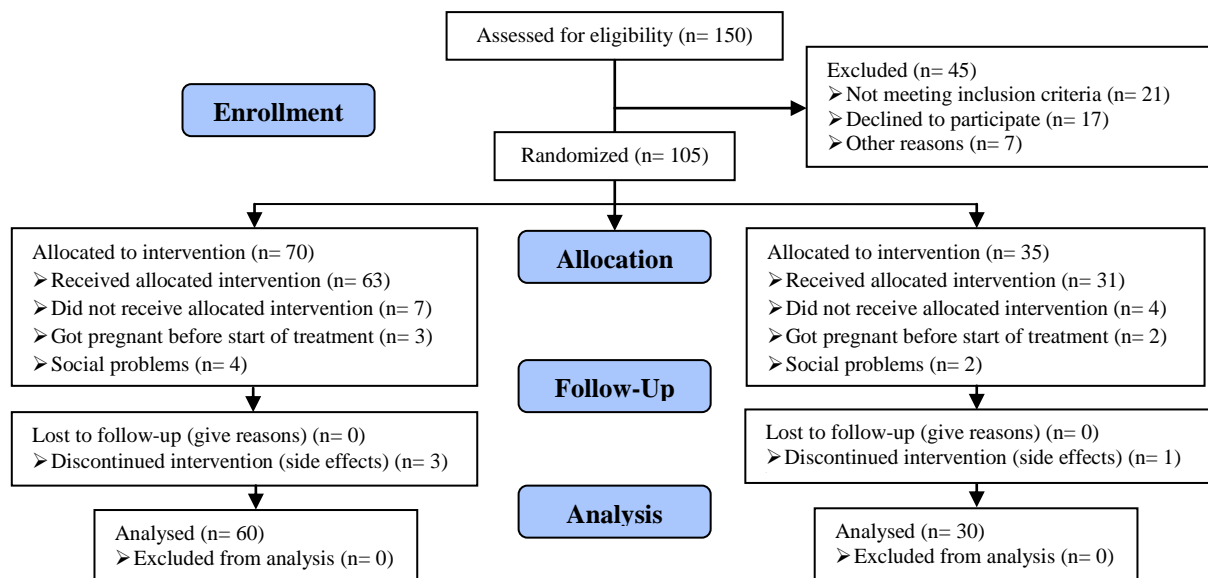 Assessed for eligibility (n= 150)
Excluded (n= 45)
➢Not meeting inclusion criteria (n= 21)
➢Declined to participate (n= 17)
➢Other reasons (n= 7)
Enrollment
Randomized (n= 105)
Allocated to intervention (n= 70)
➢Received allocated intervention (n= 63)
➢Did not receive allocated intervention (n= 7)
➢Got pregnant before start of treatment (n= 3)
➢Social problems (n= 4)
Allocation
Allocated to intervention (n= 35)
➢Received allocated intervention (n= 31)
➢Did not receive allocated intervention (n= 4)
➢Got pregnant before start of treatment (n= 2)
➢Social problems (n= 2)
Follow-Up
Lost to follow-up (give reasons) (n= 0)
➢Discontinued intervention (side effects) (n= 3)
Lost to follow-up (give reasons) (n= 0)
➢Discontinued intervention (side effects) (n= 1)
Analysis
Analysed (n= 60)
➢Excluded from analysis (n= 0)
Analysed (n= 30)
➢Excluded from analysis (n= 0)